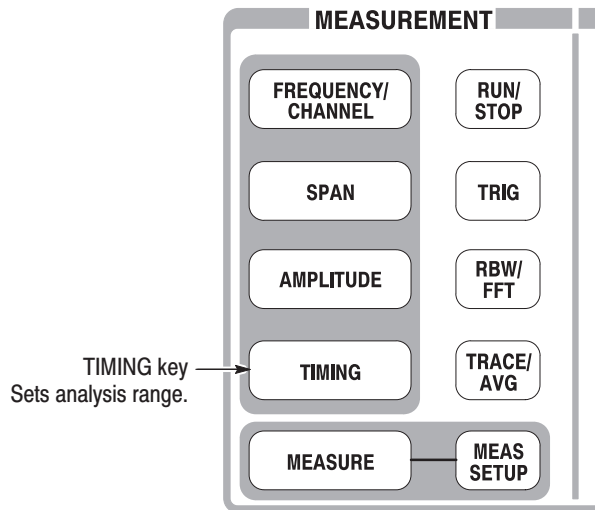 MEASUREMENT
FREQUENCY/
CHANNEL
RUN/
STOP
SPAN
TRIG
AMPLITUDE
RBW/
FFT
TIMING key
Sets analysis range.
TIMING
TRACE/
AVG
MEASURE
MEAS
SETUP